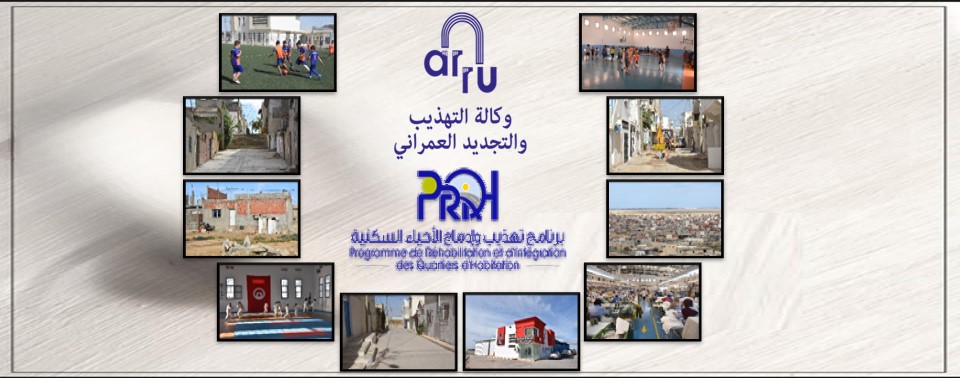 arru
وكالة التهذيب
والتجديد العمراني
PRIQH
برنامج تهذيب وإدماج الأحياء السكنية
Programme de Réhabilitation et d'Intégration
des Quartiers d'Habitation